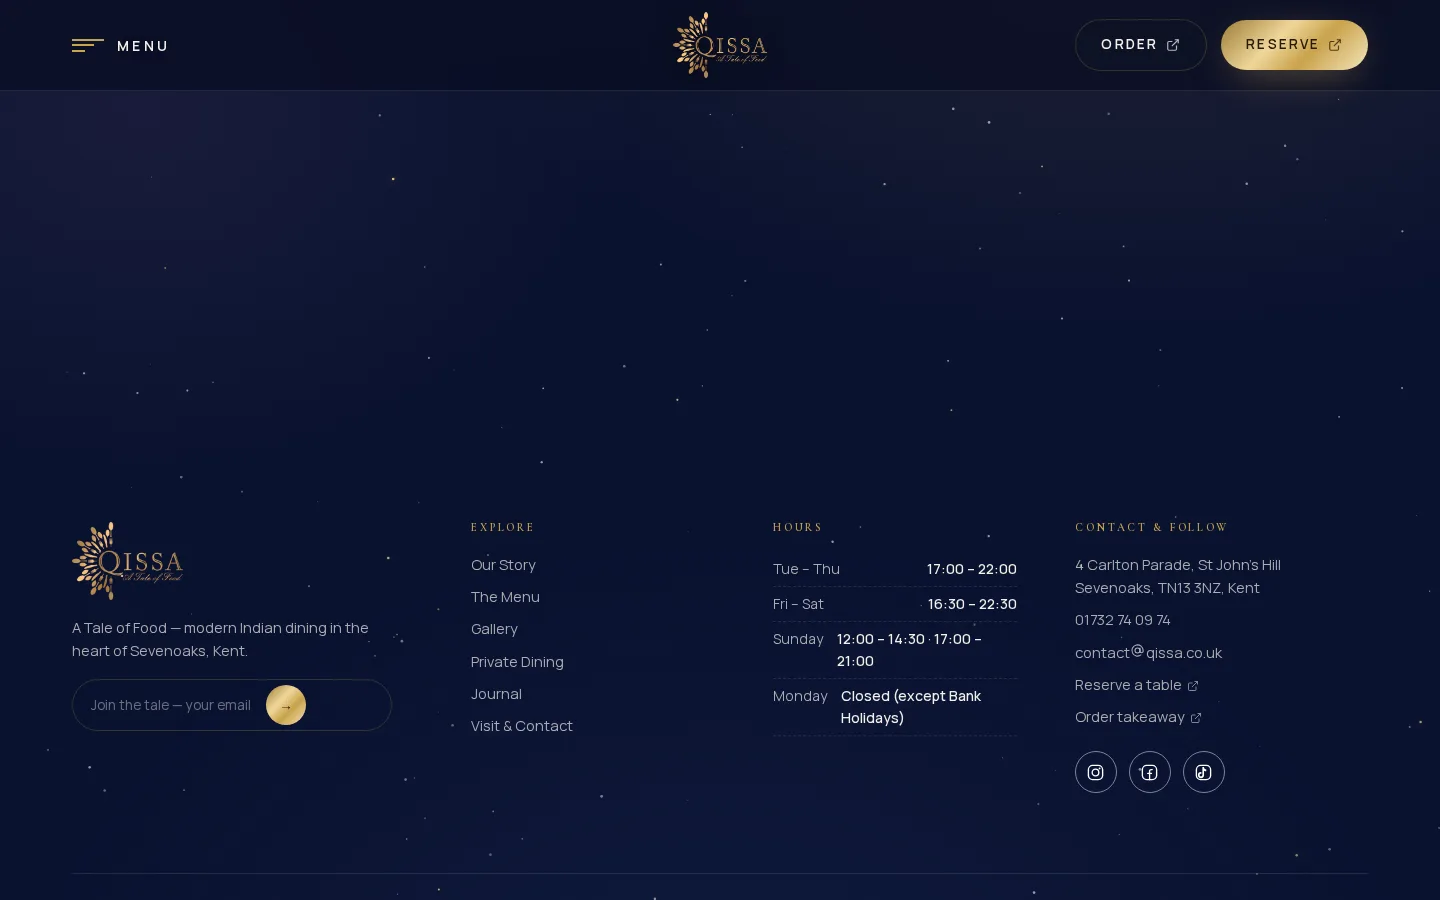 MENU
QISSA
A Tale of Food
ORDER
RESERVE
QISSA
A Tale of Food
A Tale of Food — modern Indian dining in the
heart of Sevenoaks, Kent.
Join the tale — your email →
EXPLORE
Our Story
The Menu
Gallery
Private Dining
Journal
Visit & Contact
HOURS
Tue – Thu 17:00 – 22:00
Fri – Sat 16:30 – 22:30
Sunday 12:00 – 14:30 · 17:00 –
21:00
Monday Closed (except Bank
Holidays)
CONTACT & FOLLOW
4 Carlton Parade, St John's Hill
Sevenoaks, TN13 3NZ, Kent
01732 74 09 74
contact@qissa.co.uk
Reserve a table
Order takeaway